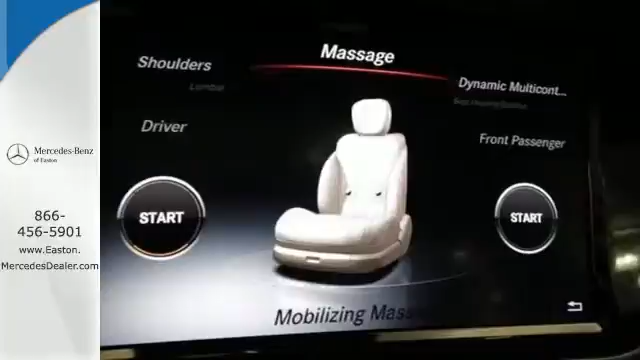 Massage
Shoulders
Lumbar
Dynamic Multicont...
Driver
Front Passenger
START
START
Mobilizing Mass
Mercedes-Benz
of Easton
866-
456-5901
www.Easton.
MercedesDealer.com